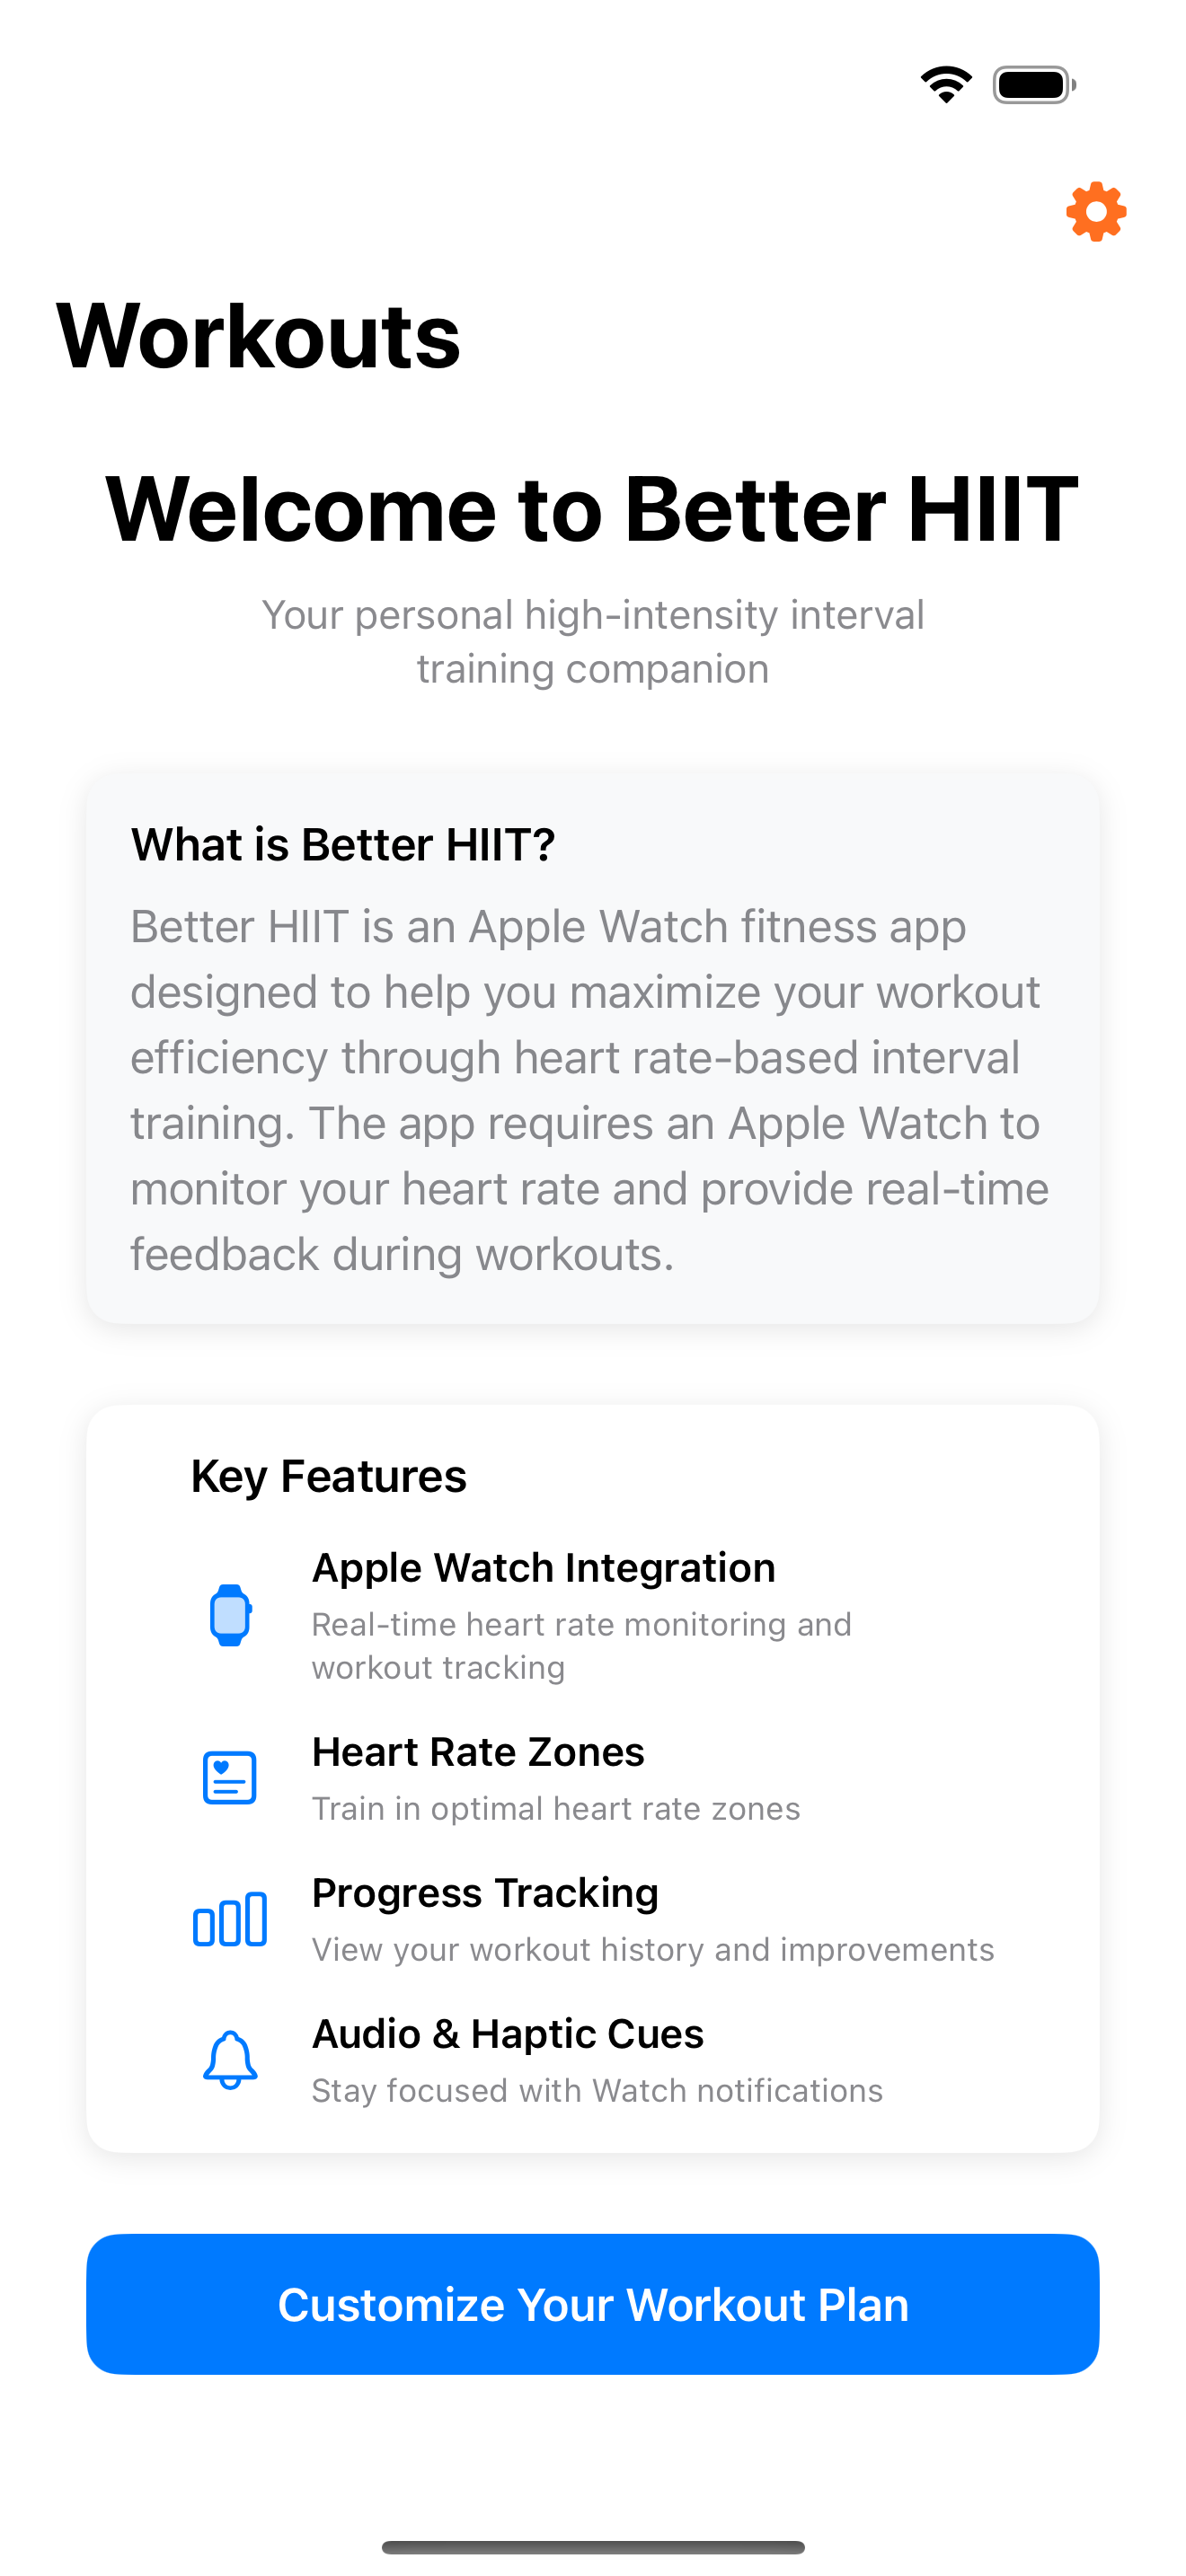 Workouts
Welcome to Better HIIT
Your personal high-intensity interval
training companion
What is Better HIIT?
Better HIIT is an Apple Watch fitness app
designed to help you maximize your workout
efficiency through heart rate-based interval
training. The app requires an Apple Watch to
monitor your heart rate and provide real-time
feedback during workouts.
Key Features
Apple Watch Integration
Real-time heart rate monitoring and
workout tracking
Heart Rate Zones
Train in optimal heart rate zones
Progress Tracking
View your workout history and improvements
Audio & Haptic Cues
Stay focused with Watch notifications
Customize Your Workout Plan